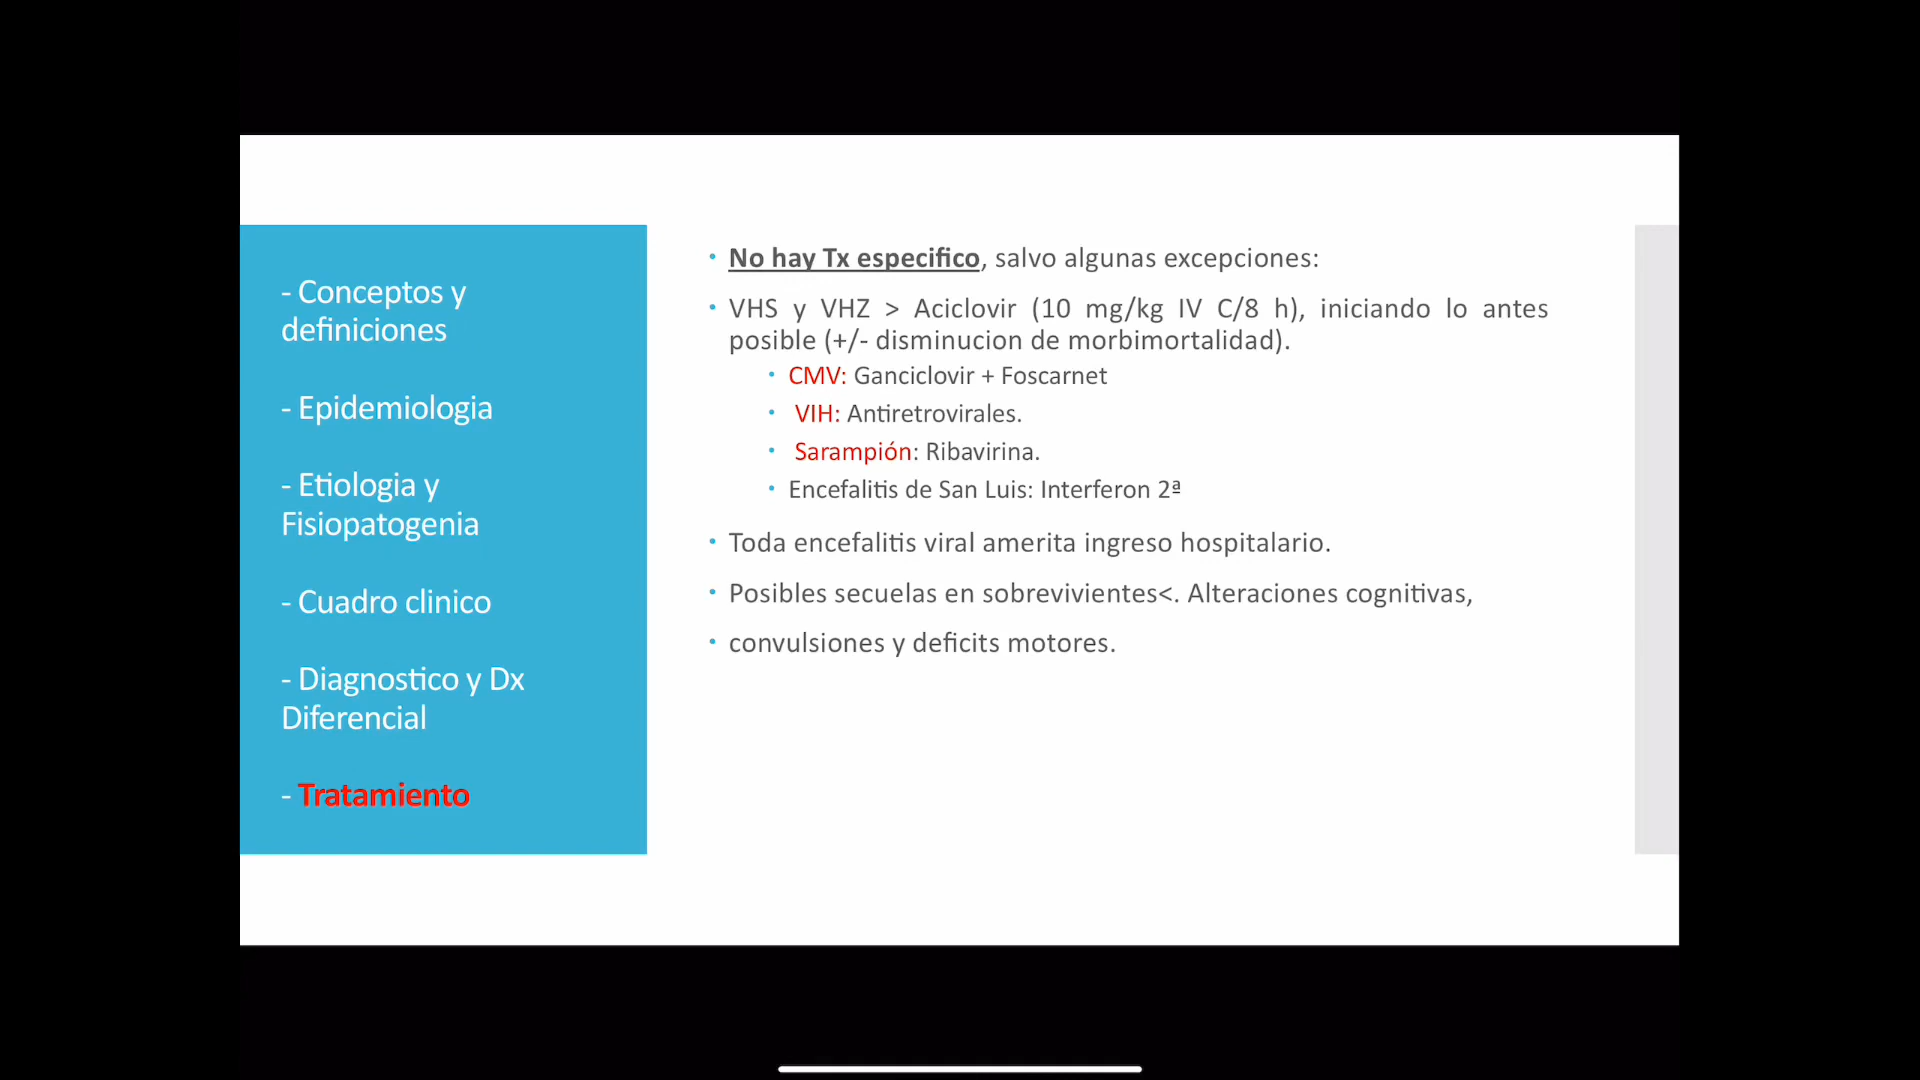 - Conceptos y
definiciones
- Epidemiologia
- Etiologia y
Fisiopatogenia
- Cuadro clinico
- Diagnostico y Dx
Diferencial
- Tratamiento
• No hay Tx especifico, salvo algunas excepciones:
• VHS y VHZ > Aciclovir (10 mg/kg IV C/8 h), iniciando lo antes
posible (+/- disminucion de morbimortalidad).
• CMV: Ganciclovir + Foscarnet
• VIH: Antiretrovirales.
• Sarampión: Ribavirina.
• Encefalitis de San Luis: Interferon 2ª
• Toda encefalitis viral amerita ingreso hospitalario.
• Posibles secuelas en sobrevivientes<. Alteraciones cognitivas,
• convulsiones y deficits motores.